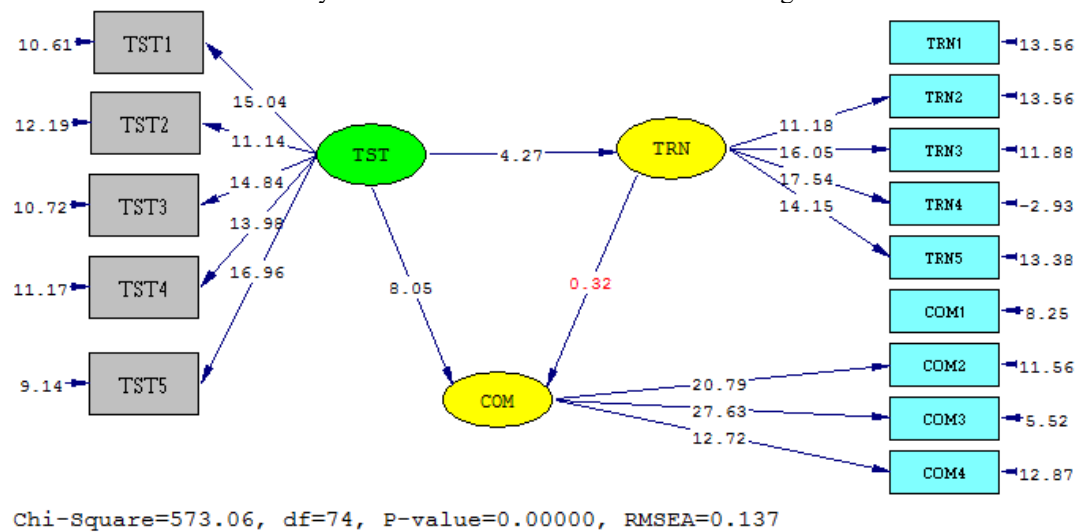 10.61 TST1
12.19 TST2
10.72 TST3
11.17 TST4
9.14 TST5
15.04
11.14
14.84
13.98
16.96
TST
4.27
TRN
8.05
0.32
COM
11.18
16.05
17.54
14.15
20.79
27.63
12.72
TRN1 13.56
TRN2 13.56
TRN3 11.88
TRN4 -2.93
TRN5 13.38
COM1 8.25
COM2 11.56
COM3 5.52
COM4 12.87
Chi-Square=573.06, df=74, P-value=0.00000, RMSEA=0.137